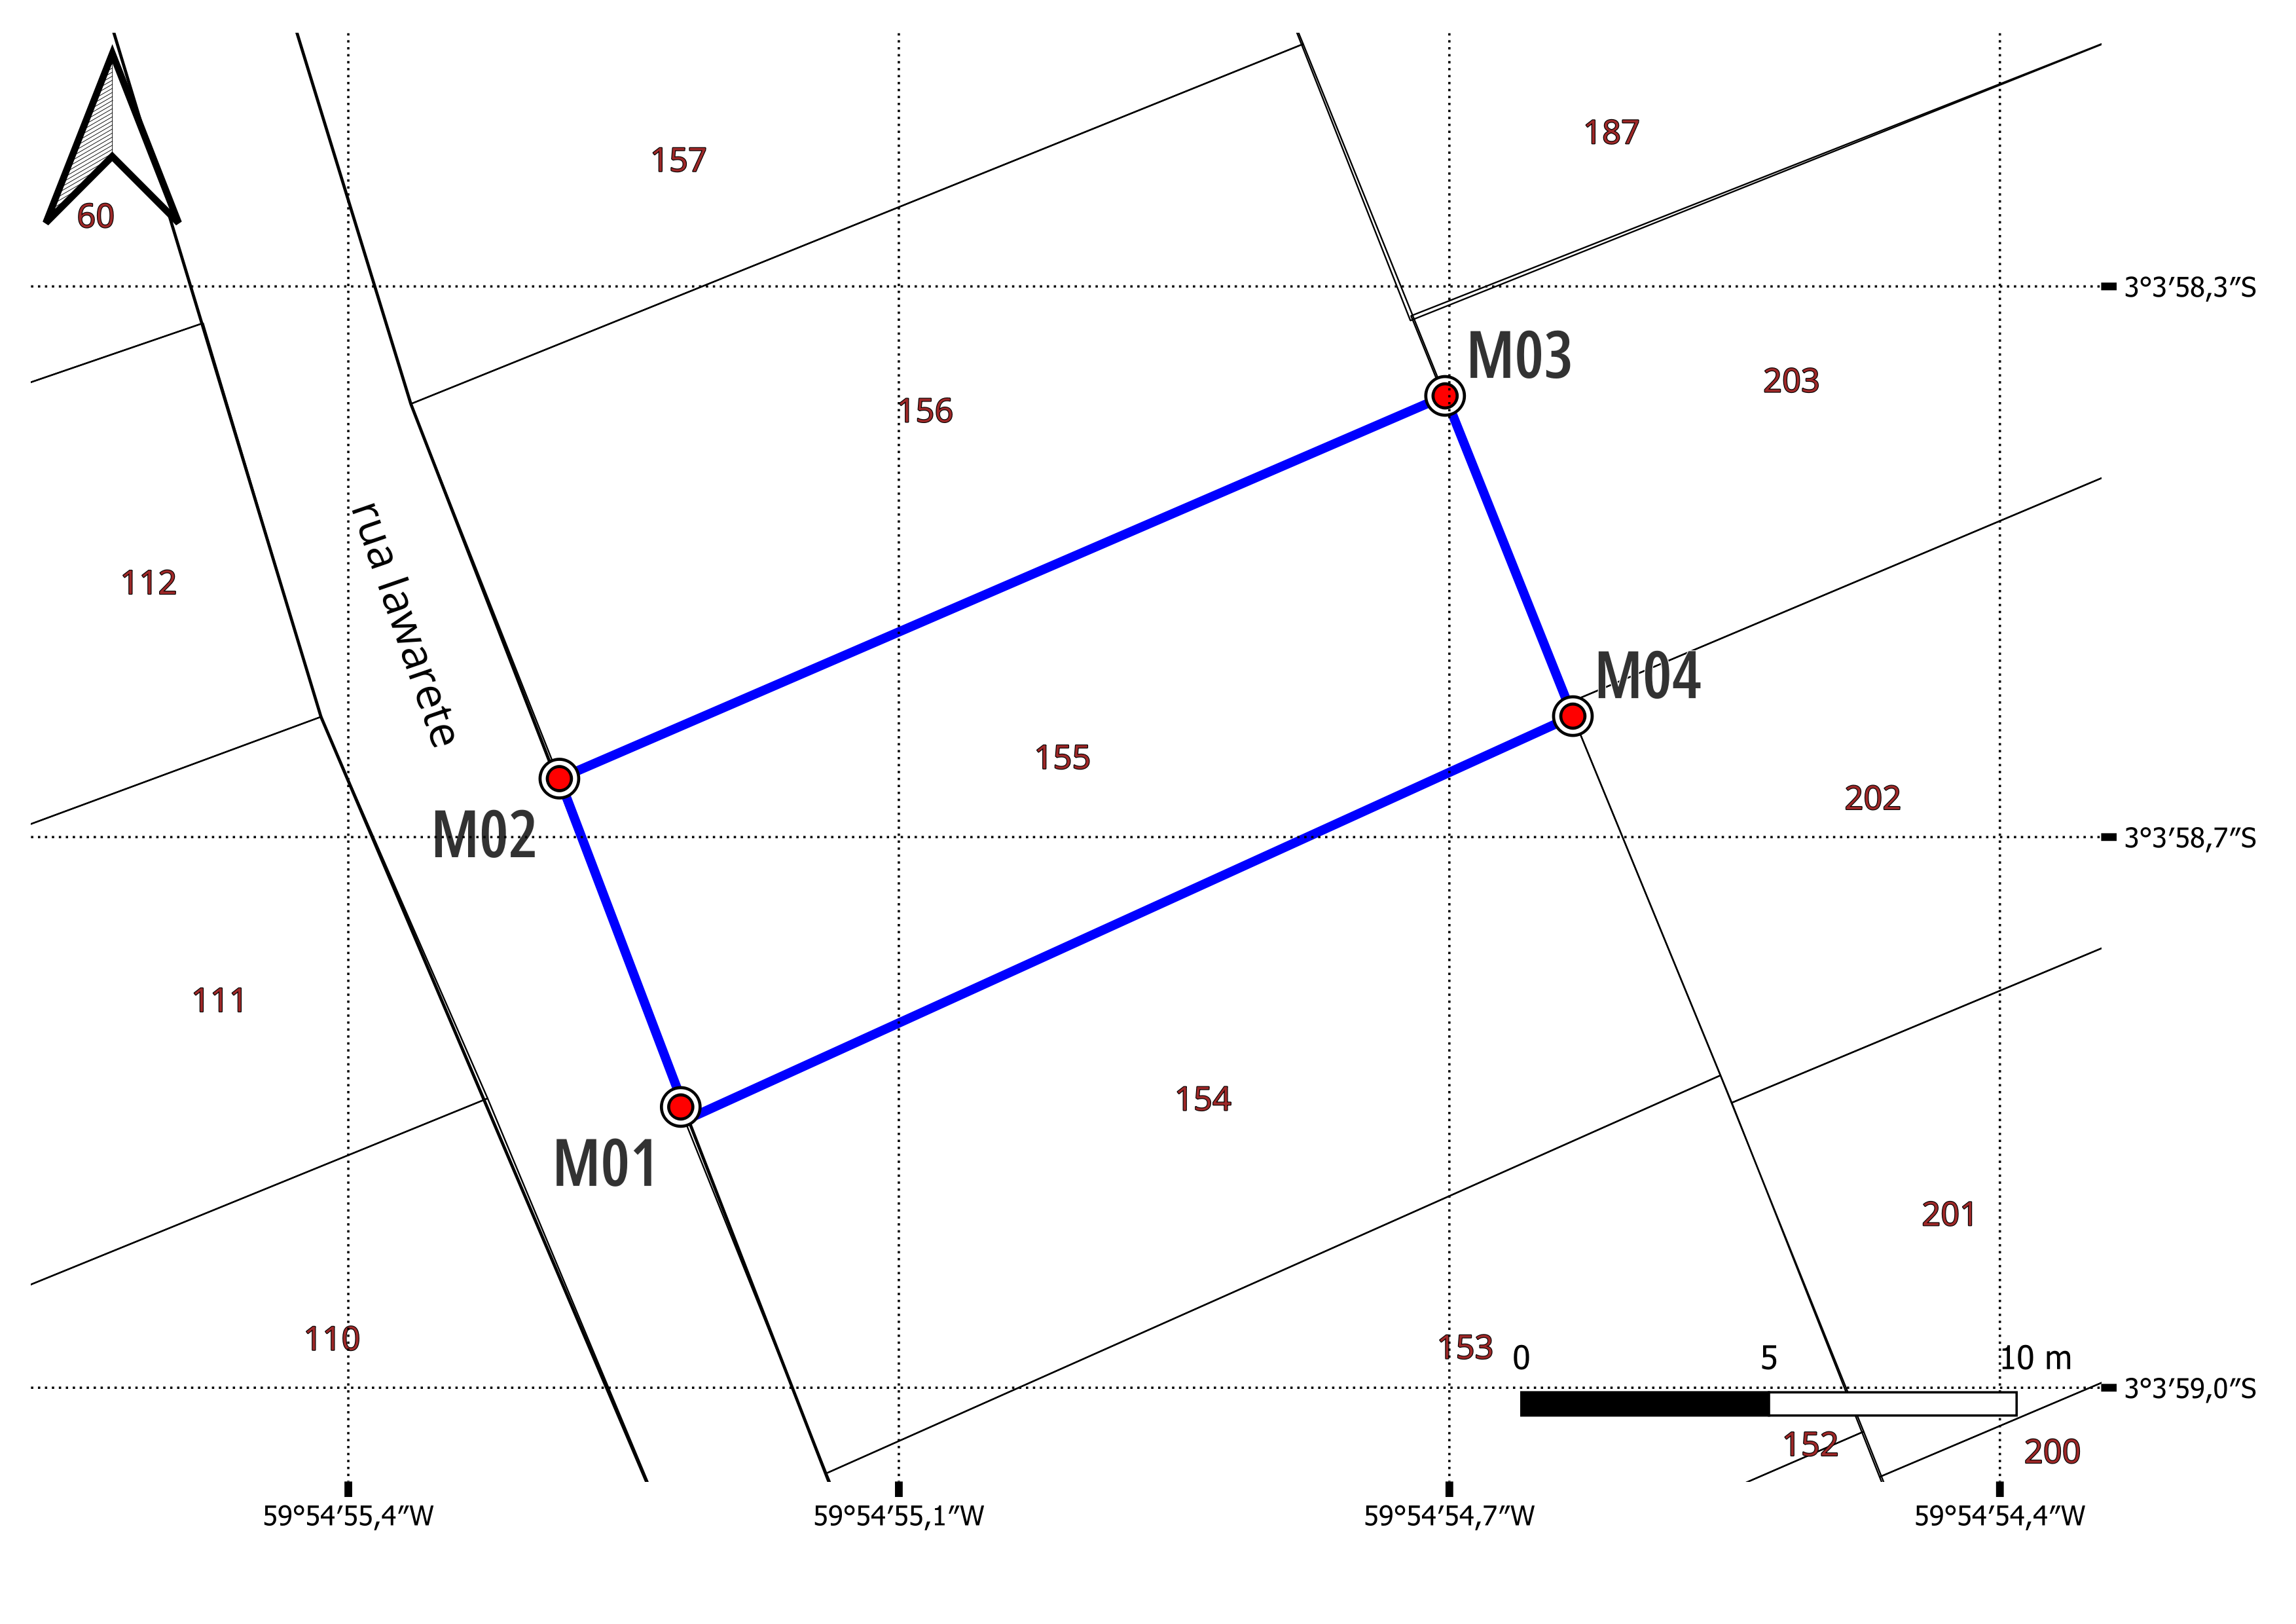 187
157
60
3°3′58,3″S
M03
203
156
rua Iawarete
112
M04
155
202
M02
3°3′58,7″S
111
154
M01
201
110
153
0 5 10 m
3°3′59,0″S
152
200
59°54′55,4″W
59°54′55,1″W
59°54′54,7″W
59°54′54,4″W